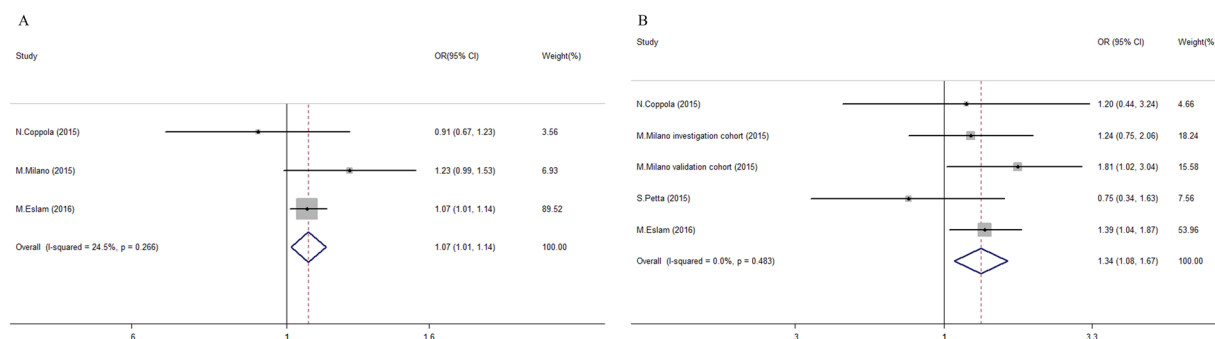 A
Study OR(95% CI) Weight(%)
N.Coppola (2015) 0.91 (0.67, 1.23) 3.56
M.Milano (2015) 1.23 (0.99, 1.53) 6.93
M.Eslam (2016) 1.07 (1.01, 1.14) 89.52
Overall (I-squared = 24.5%, p = 0.266) 1.07 (1.01, 1.14) 100.00
.6 1 1.6
B
Study OR (95% CI) Weight(%)
N.Coppola (2015) 1.20 (0.44, 3.24) 4.66
M.Milano investigation cohort (2015) 1.24 (0.75, 2.06) 18.24
M.Milano validation cohort (2015) 1.81 (1.02, 3.04) 15.58
S.Petta (2015) 0.75 (0.34, 1.63) 7.56
M.Eslam (2016) 1.39 (1.04, 1.87) 53.96
Overall (I-squared = 0.0%, p = 0.483) 1.34 (1.08, 1.67) 100.00
.3 1 3.3